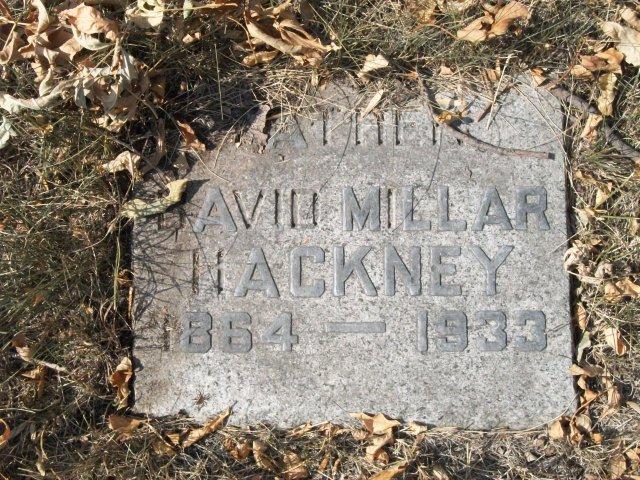 FATHER
DAVID MILLAR
HACKNEY
1864 — 1933